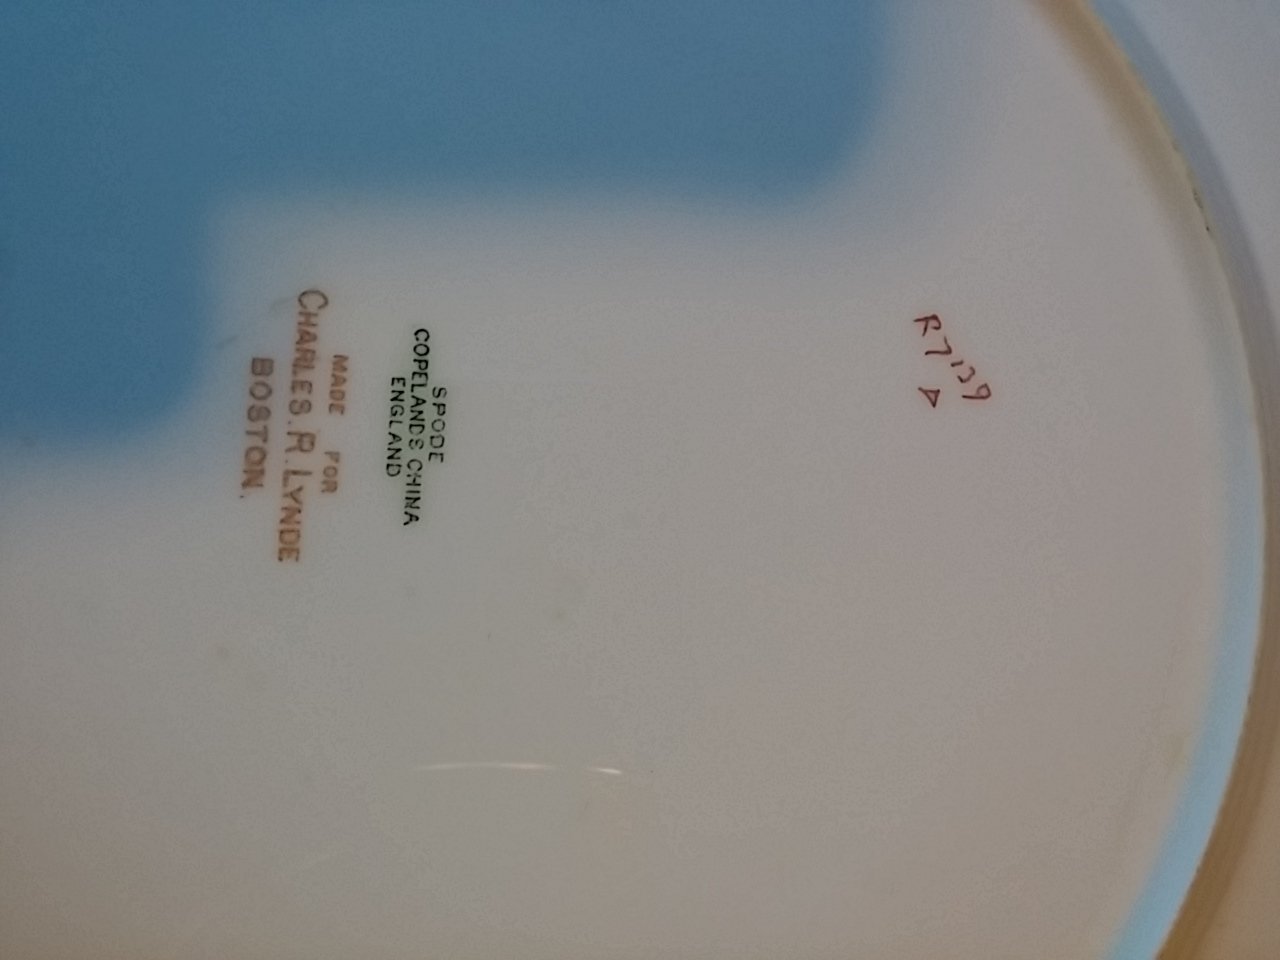 R7139
SPODE
COPELANDS CHINA
ENGLAND
MADE FOR
CHARLES.R.LYNDE
BOSTON.